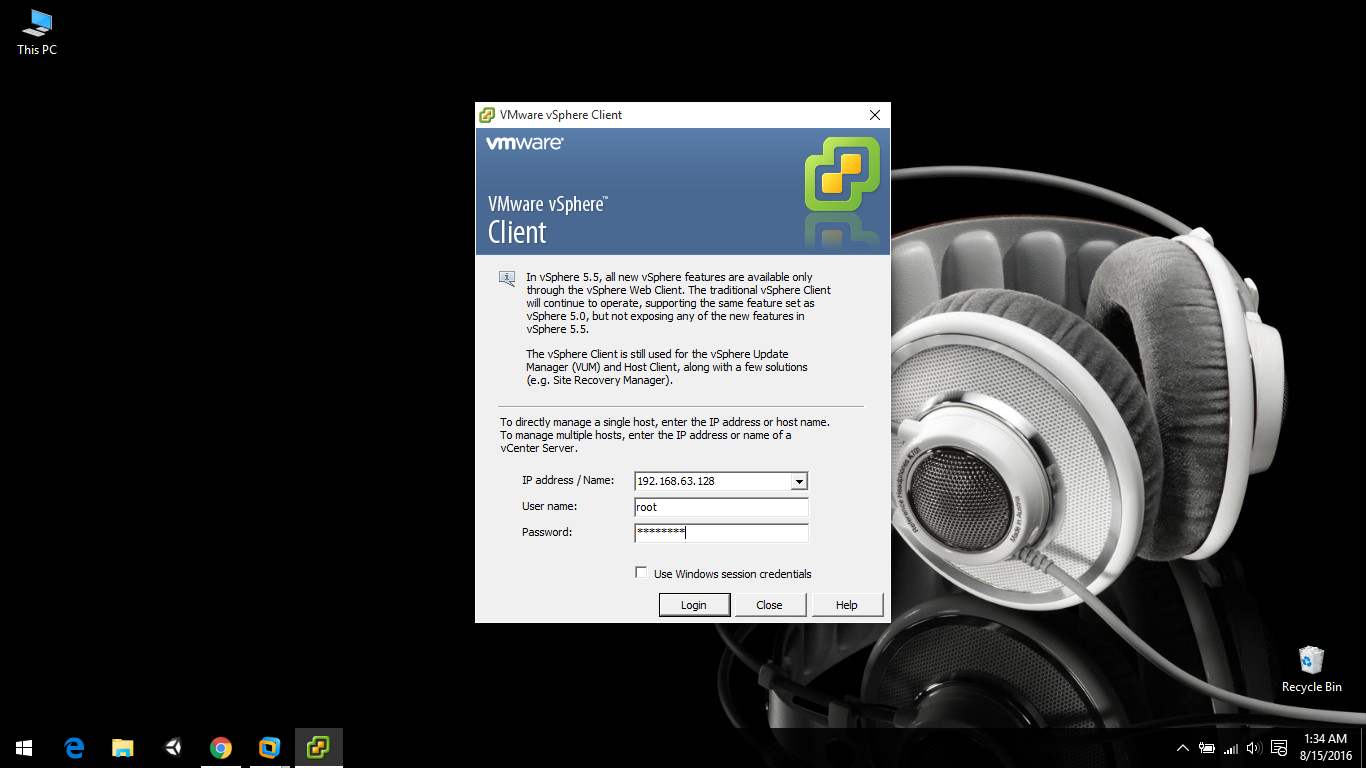 This PC
VMware vSphere Client
vmware®
VMware vSphere™
Client
In vSphere 5.5, all new vSphere features are available only
through the vSphere Web Client. The traditional vSphere Client
will continue to operate, supporting the same feature set as
vSphere 5.0, but not exposing any of the new features in
vSphere 5.5.
The vSphere Client is still used for the vSphere Update
Manager (VUM) and Host Client, along with a few solutions
(e.g. Site Recovery Manager).
To directly manage a single host, enter the IP address or host name.
To manage multiple hosts, enter the IP address or name of a
vCenter Server.
IP address / Name: 192.168.63.128
User name: root
Password: ********
Use Windows session credentials
Login Close Help
Reference Headphones K701
Made in Austria
Recycle Bin
1:34 AM
8/15/2016